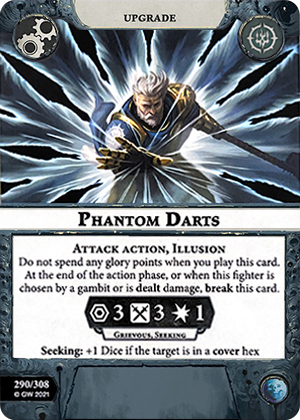 UPGRADE
PHANTOM DARTS
ATTACK ACTION, ILLUSION
Do not spend any glory points when you play this card.
At the end of the action phase, or when this fighter is
chosen by a gambit or is dealt damage, break this card.
3 3 1
GRIEVOUS, SEEKING
Seeking: +1 Dice if the target is in a cover hex
290/308
© GW 2021